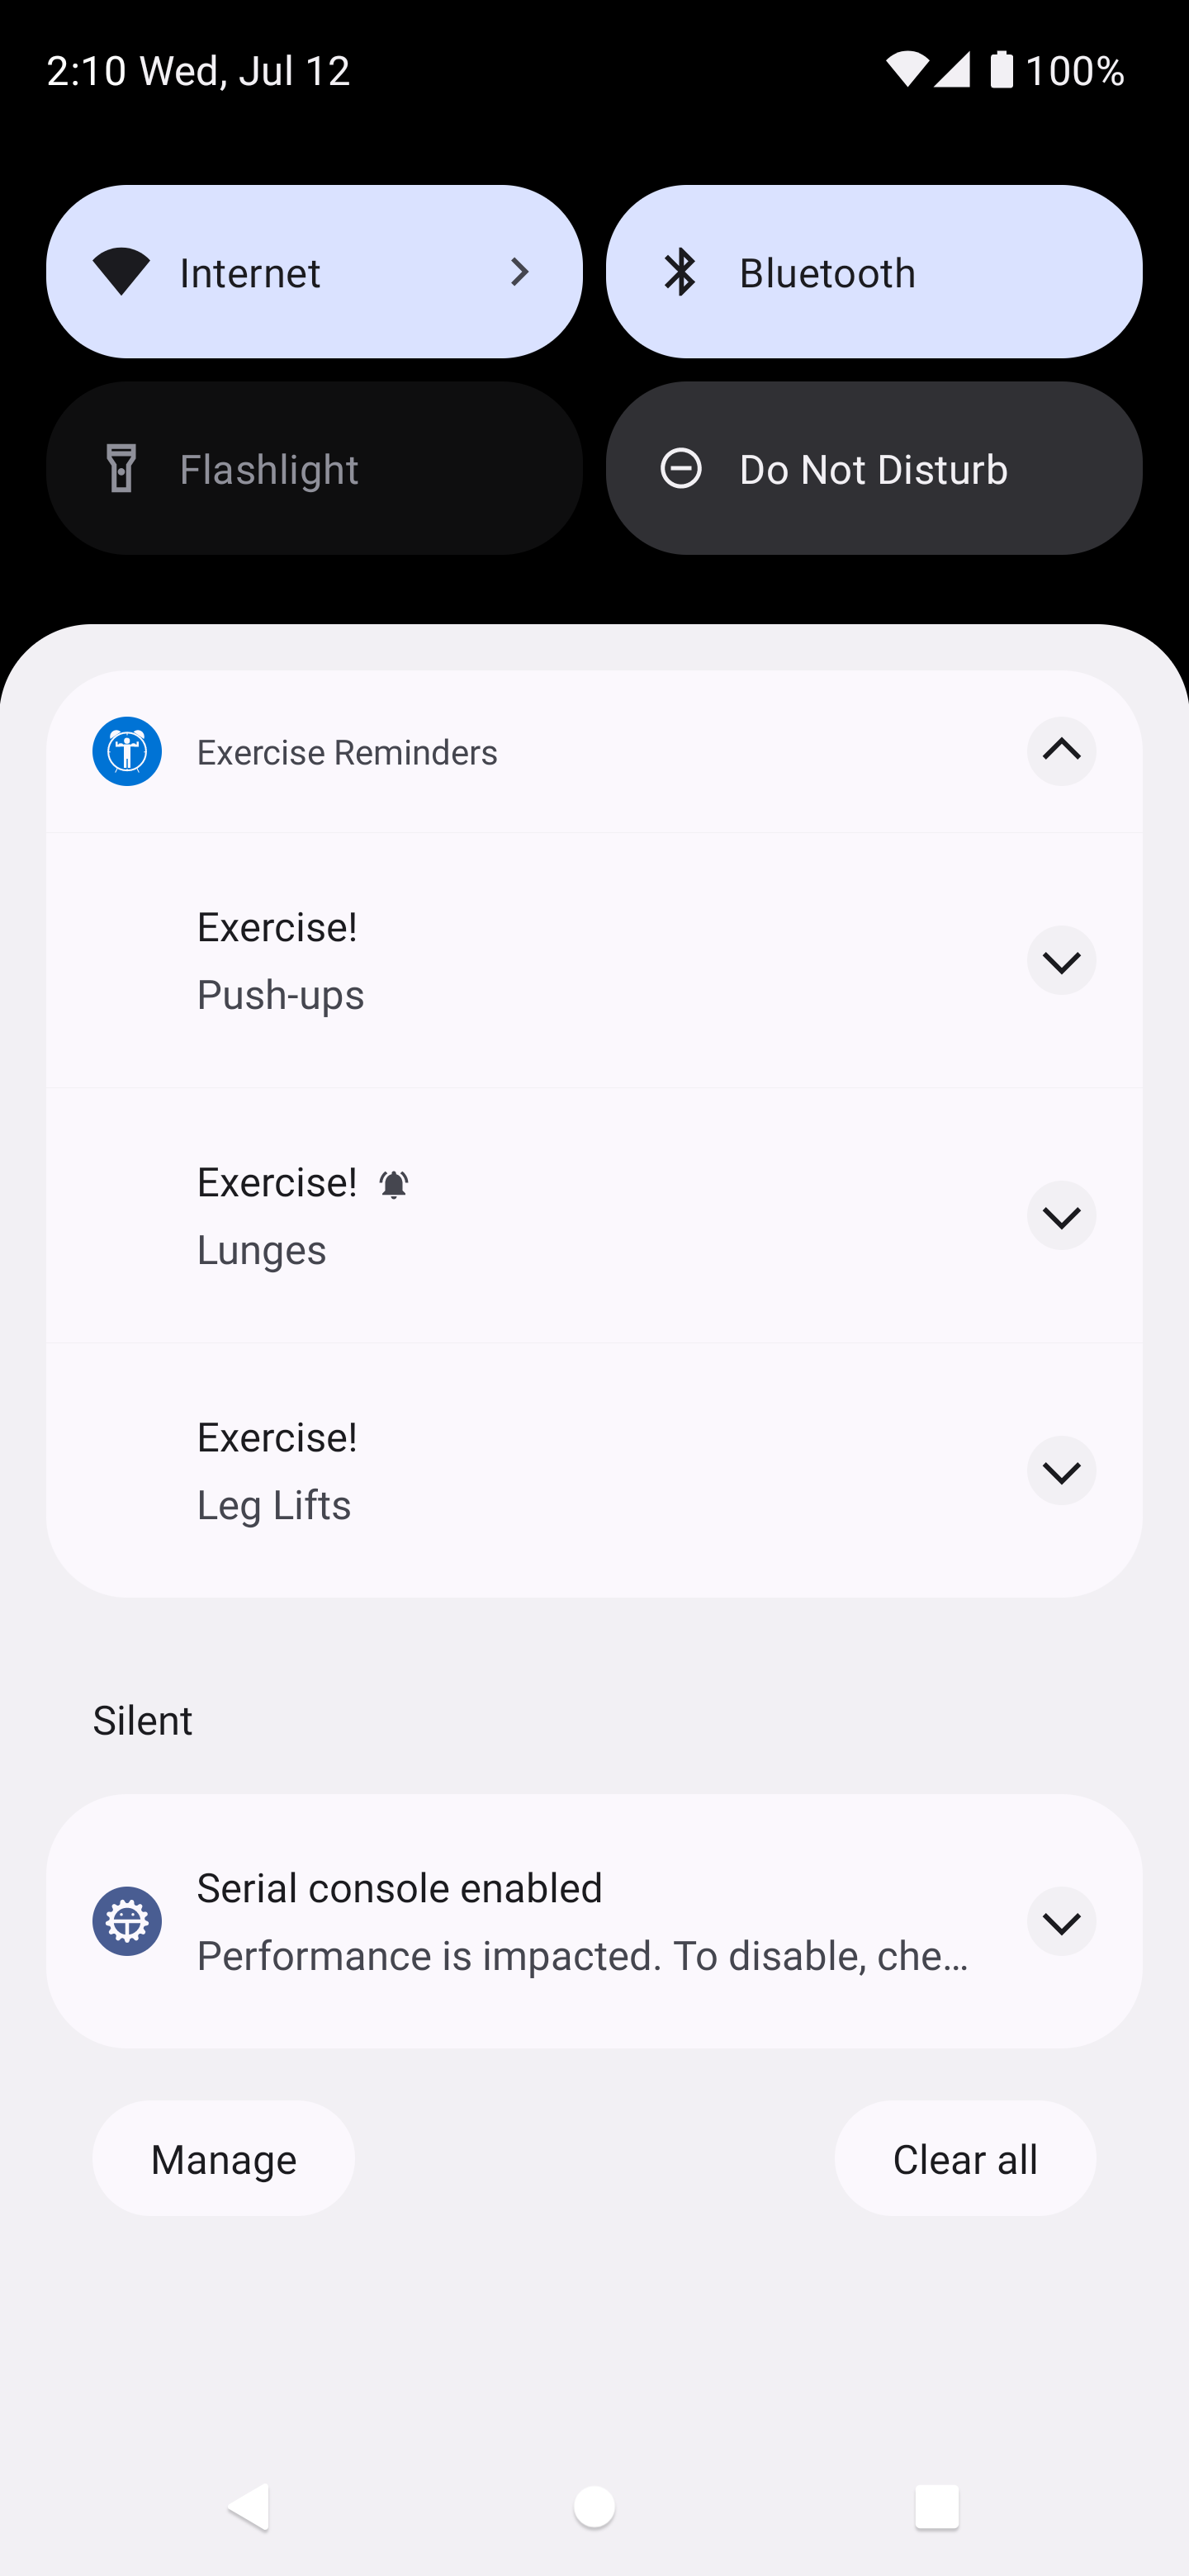 2:10 Wed, Jul 12 100%
Internet
Bluetooth
Flashlight
Do Not Disturb
Exercise Reminders
Exercise!
Push-ups
Exercise!
Lunges
Exercise!
Leg Lifts
Silent
Serial console enabled
Performance is impacted. To disable, che…
Manage
Clear all